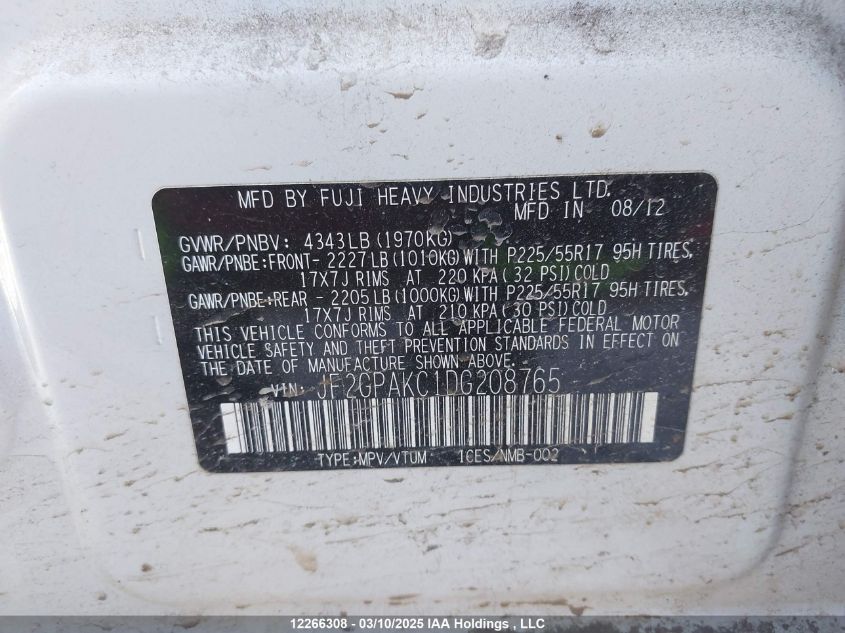 MFD BY FUJI HEAVY INDUSTRIES LTD.
MFD IN 08/12
GVWR/PNBV: 4343LB(1970KG)
GAWR/PNBE:FRONT- 2227LB(1010KG)WITH P225/55R17 95H TIRES,
17X7J RIMS AT 220 KPA(32 PSI)COLD
GAWR/PNBE:REAR - 2205LB(1000KG)WITH P225/55R17 95H TIRES,
17X7J RIMS AT 210 KPA(30 PSI)COLD
THIS VEHICLE CONFORMS TO ALL APPLICABLE FEDERAL MOTOR
VEHICLE SAFETY AND THEFT PREVENTION STANDARDS IN EFFECT ON
THE DATE OF MANUFACTURE SHOWN ABOVE.
VIN: JF2GPAKC1DG208765
TYPE:MPV/VTUM 1CES/NMB-002
12266308 - 03/10/2025 IAA Holdings , LLC